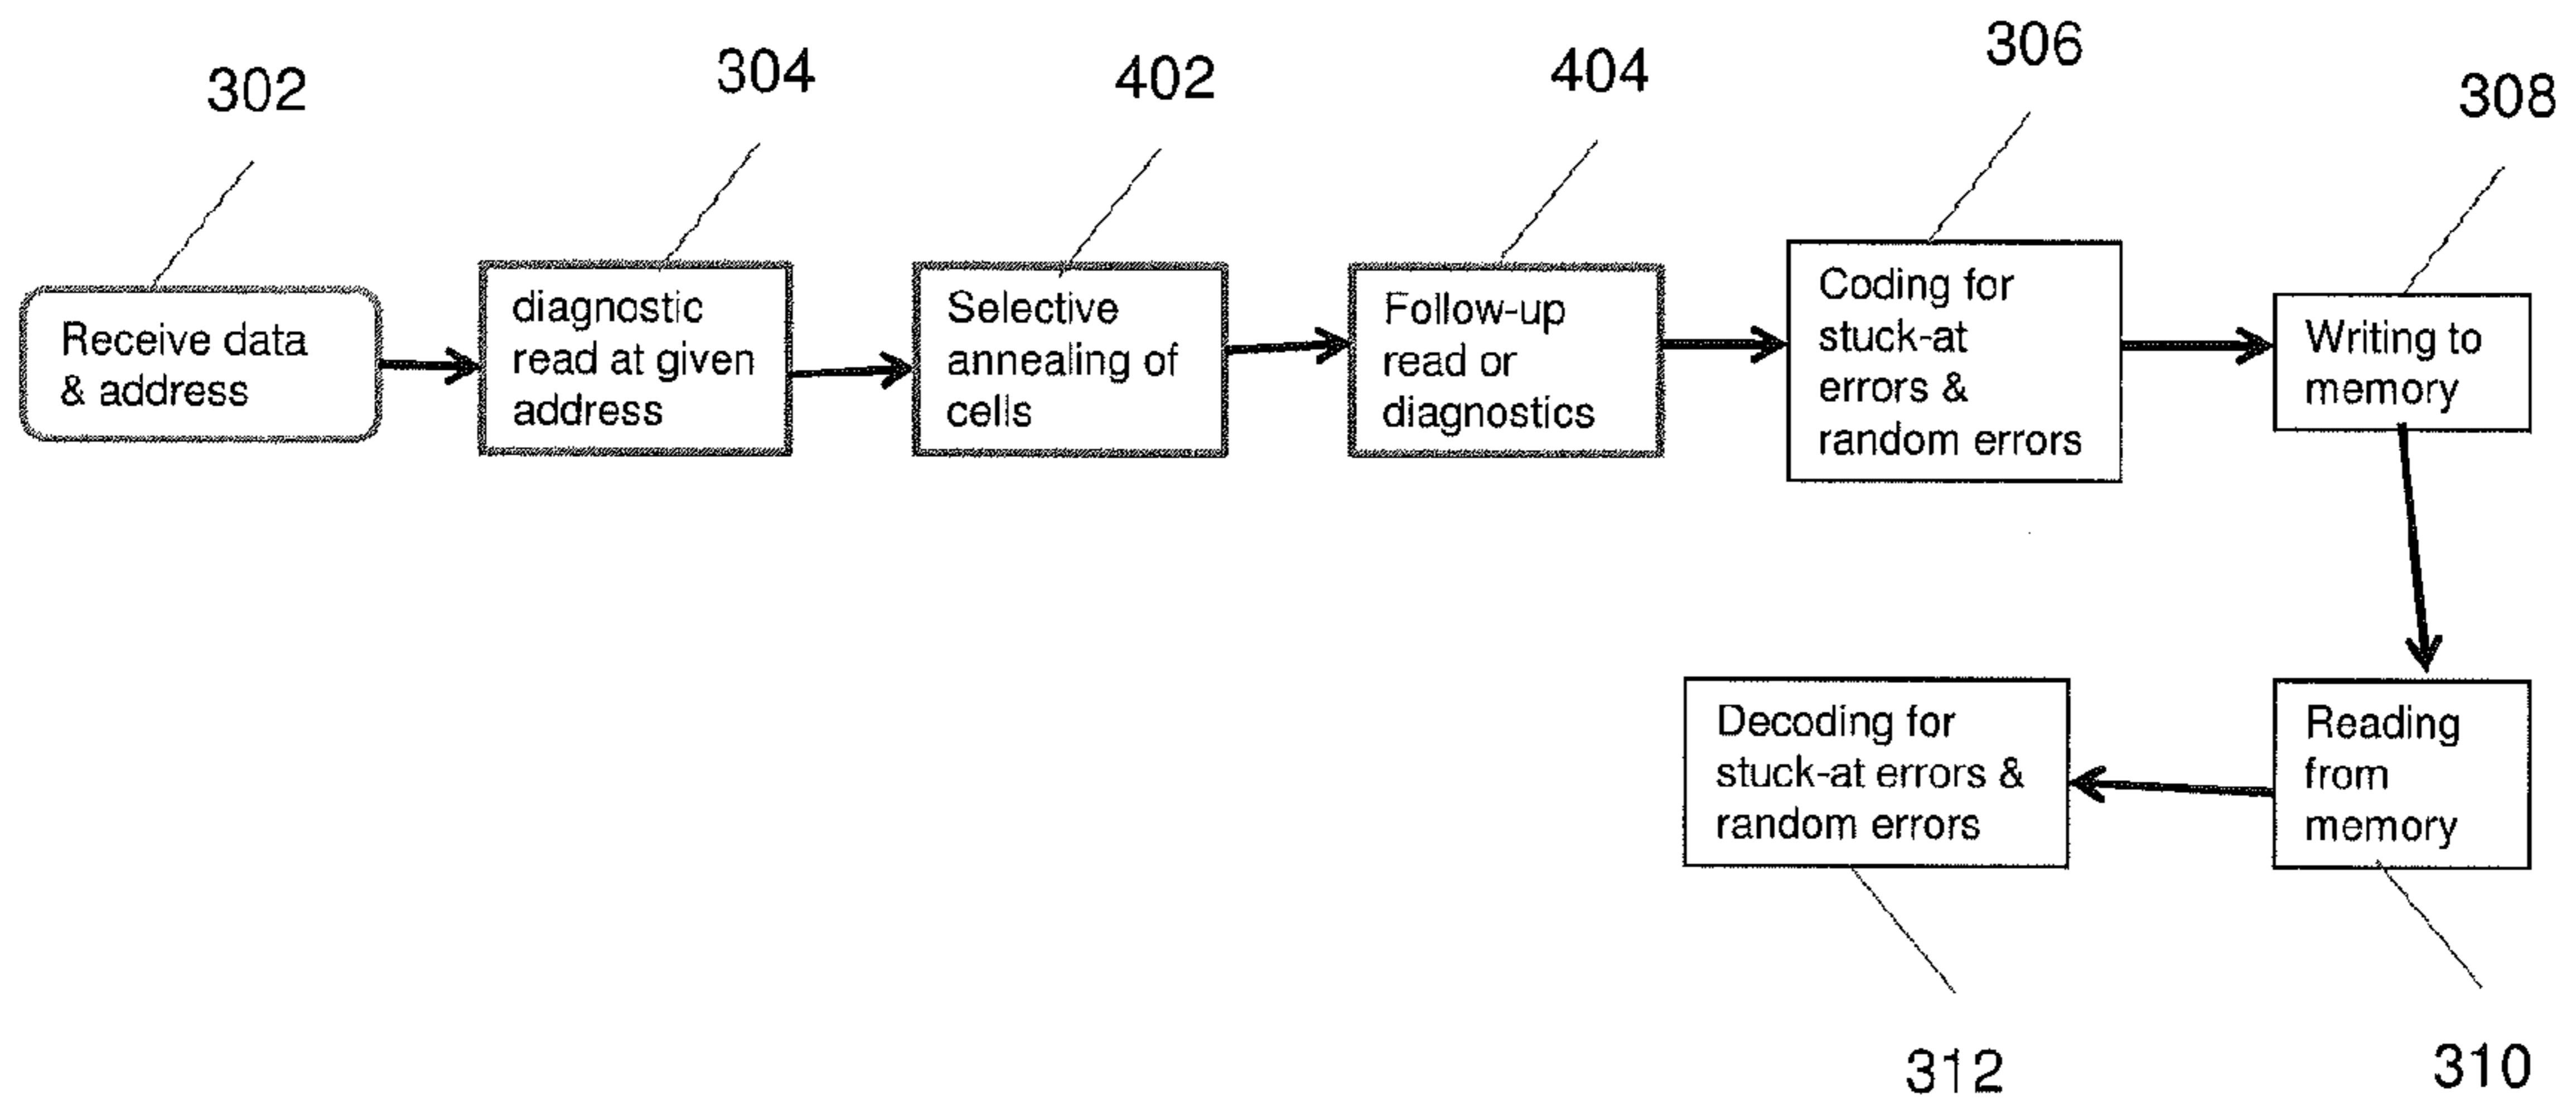 302
304
402
404
306
308
Receive data
& address
diagnostic
read at given
address
Selective
annealing of
cells
Follow-up
read or
diagnostics
Coding for
stuck-at
errors &
random errors
Writing to
memory
Decoding for
stuck-at errors &
random errors
Reading
from
memory
312
310